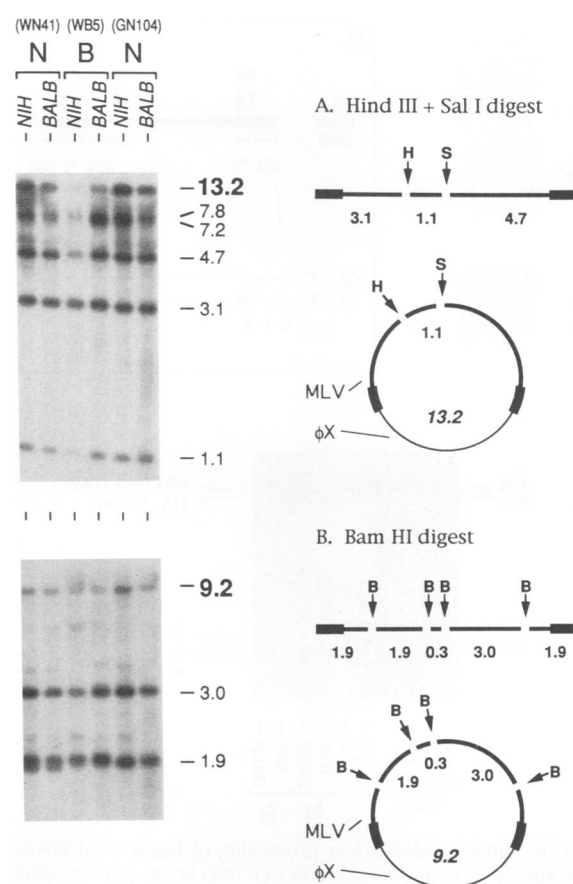 (WN41) (WB5) (GN104)
N B N
- NIH - BALB - NIH - BALB - NIH - BALB
13.2
7.8
7.2
4.7
3.1
1.1
9.2
3.0
1.9
A. Hind III + Sal I digest
H S
3.1 1.1 4.7
S
H
1.1
MLV
13.2
ϕX
B. Bam HI digest
B B B B
1.9 1.9 0.3 3.0 1.9
B B
0.3
B 1.9 3.0 B
MLV
9.2
ϕX